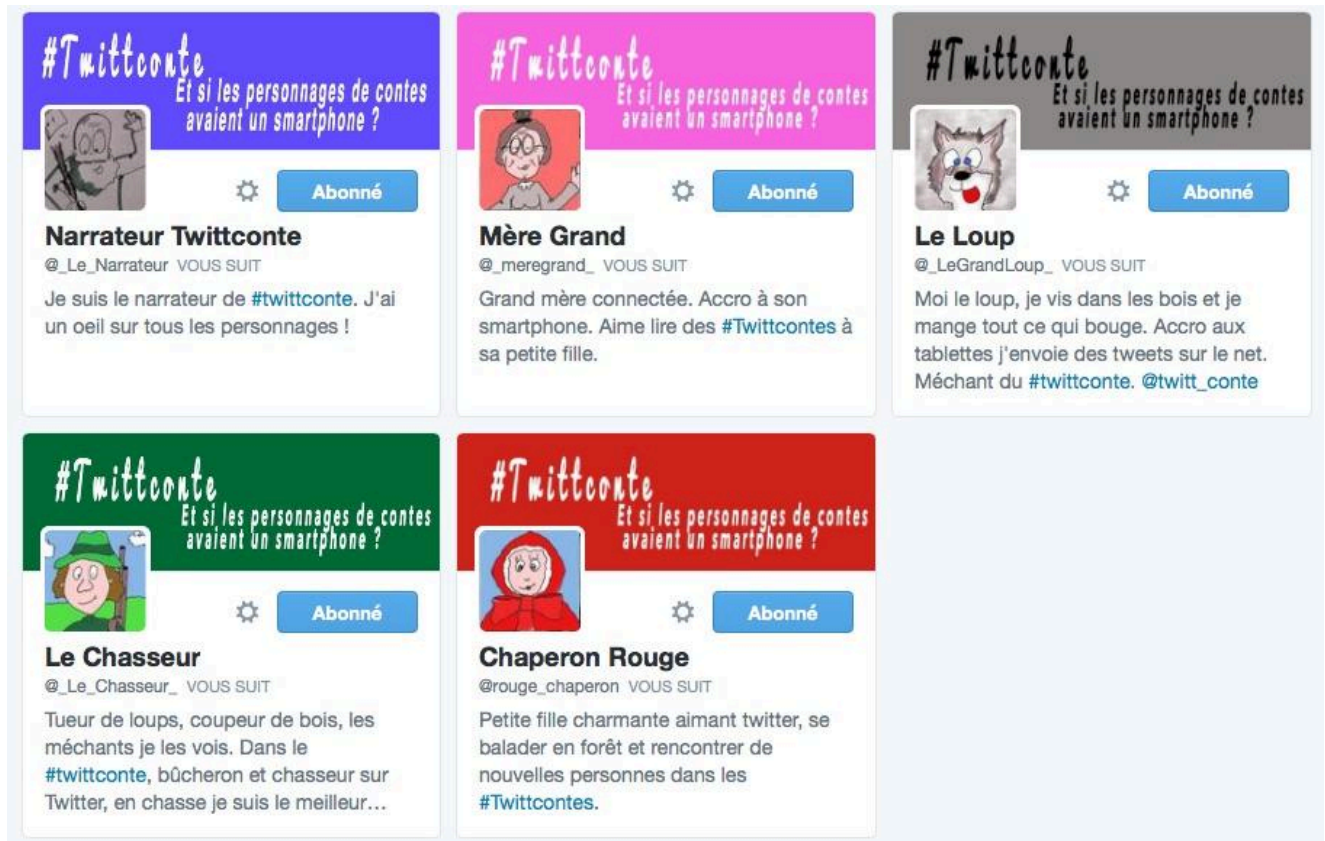 #Twittconte
Et si les personnages de contes
avaient un smartphone ?
Abonné
Narrateur Twittconte
@_Le_Narrateur VOUS SUIT
Je suis le narrateur de #twittconte. J'ai
un oeil sur tous les personnages !
#Twittconte
Et si les personnages de contes
avaient un smartphone ?
Abonné
Mère Grand
@_meregrand_ VOUS SUIT
Grand mère connectée. Accro à son
smartphone. Aime lire des #Twittcontes à
sa petite fille.
#Twittconte
Et si les personnages de contes
avaient un smartphone ?
Abonné
Le Loup
@_LeGrandLoup_ VOUS SUIT
Moi le loup, je vis dans les bois et je
mange tout ce qui bouge. Accro aux
tablettes j'envoie des tweets sur le net.
Méchant du #twittconte. @twitt_conte
#Twittconte
Et si les personnages de contes
avaient un smartphone ?
Abonné
Le Chasseur
@_Le_Chasseur_ VOUS SUIT
Tueur de loups, coupeur de bois, les
méchants je les vois. Dans le
#twittconte, bûcheron et chasseur sur
Twitter, en chasse je suis le meilleur…
#Twittconte
Et si les personnages de contes
avaient un smartphone ?
Abonné
Chaperon Rouge
@rouge_chaperon VOUS SUIT
Petite fille charmante aimant twitter, se
balader en forêt et rencontrer de
nouvelles personnes dans les
#Twittcontes.